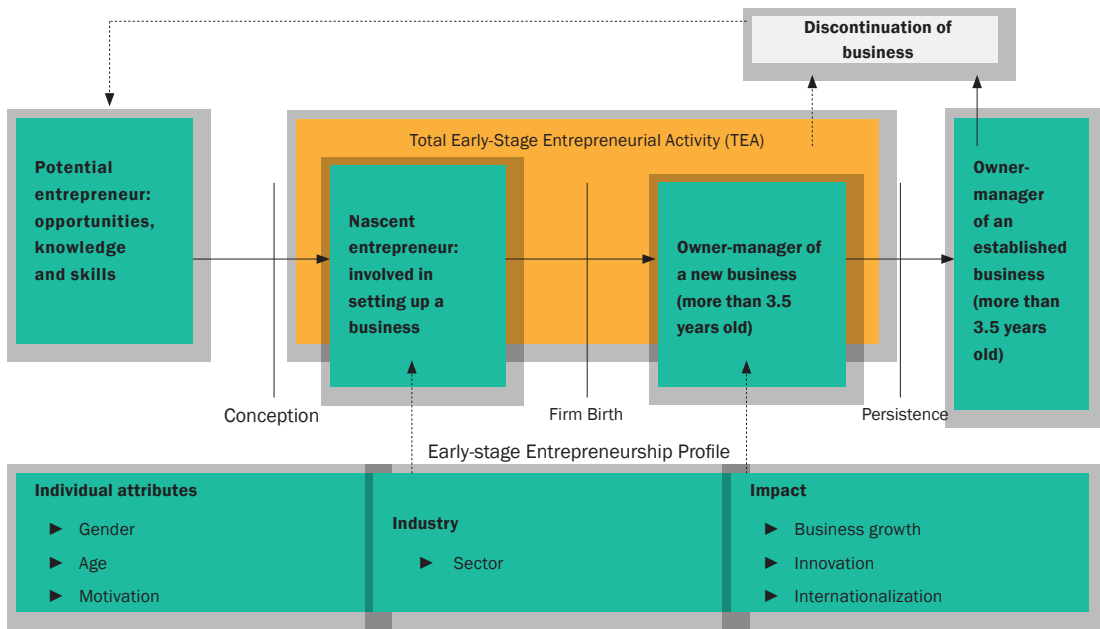 Discontinuation of
business
Total Early-Stage Entrepreneurial Activity (TEA)
Potential
entrepreneur:
opportunities,
knowledge
and skills
Nascent
entrepreneur:
involved in
setting up a
business
Owner-manager of
a new business
(more than 3.5
years old)
Owner-
manager
of an
established
business
(more than
3.5 years
old)
Conception
Firm Birth
Persistence
Early-stage Entrepreneurship Profile
Individual attributes
► Gender
► Age
► Motivation
Industry
► Sector
Impact
► Business growth
► Innovation
► Internationalization